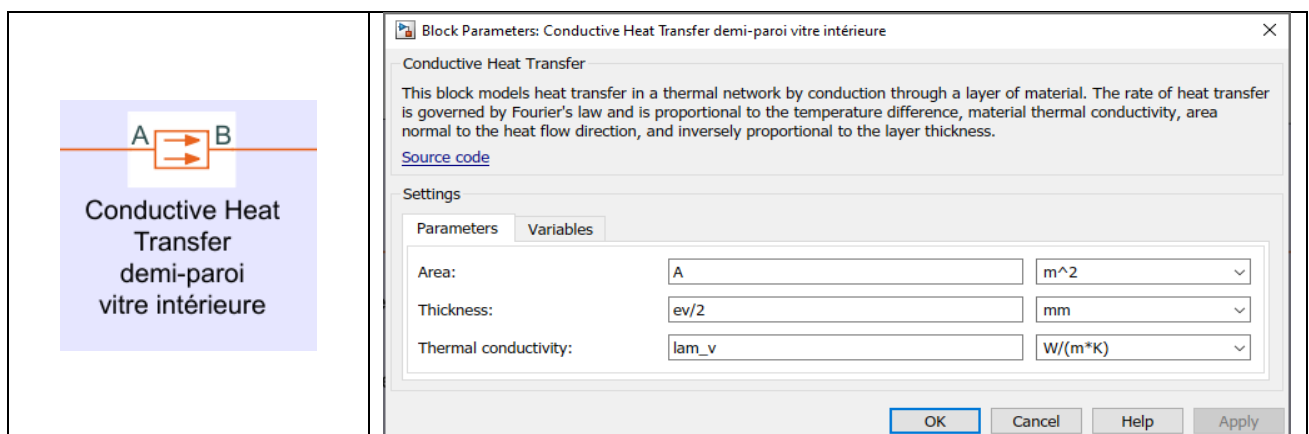 A
B
Conductive Heat
Transfer
demi-paroi
vitre intérieure
Block Parameters: Conductive Heat Transfer demi-paroi vitre intérieure
Conductive Heat Transfer
This block models heat transfer in a thermal network by conduction through a layer of material. The rate of heat transfer
is governed by Fourier's law and is proportional to the temperature difference, material thermal conductivity, area
normal to the heat flow direction, and inversely proportional to the layer thickness.
Source code
Settings
Parameters Variables
Area: A m^2
Thickness: ev/2 mm
Thermal conductivity: lam_v W/(m*K)
OK Cancel Help Apply